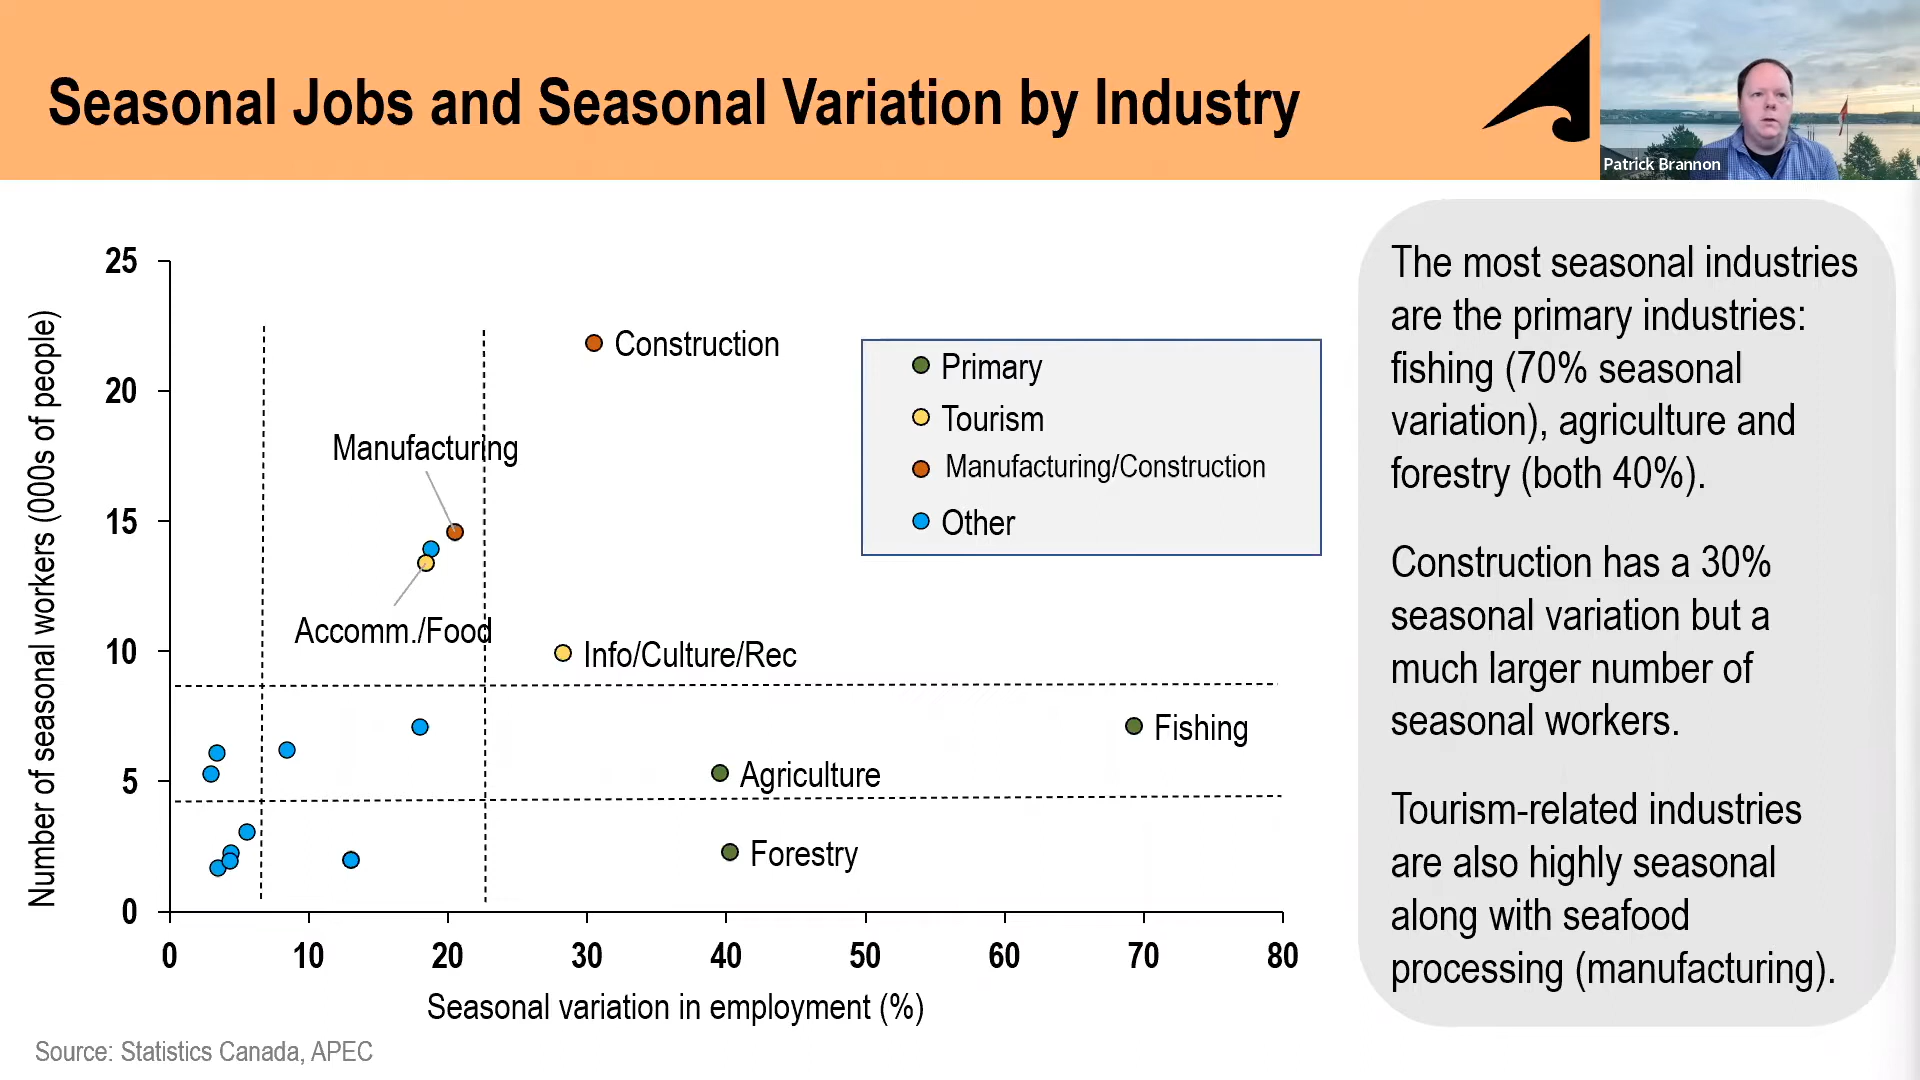 Seasonal Jobs and Seasonal Variation by Industry
Patrick Brannon
Number of seasonal workers (000s of people)
25
20
15
10
5
0
0 10 20 30 40 50 60 70 80
Seasonal variation in employment (%)
Construction
Manufacturing
Accomm./Food
Info/Culture/Rec
Fishing
Agriculture
Forestry
Primary
Tourism
Manufacturing/Construction
Other
The most seasonal industries
are the primary industries:
fishing (70% seasonal
variation), agriculture and
forestry (both 40%).
Construction has a 30%
seasonal variation but a
much larger number of
seasonal workers.
Tourism-related industries
are also highly seasonal
along with seafood
processing (manufacturing).
Source: Statistics Canada, APEC